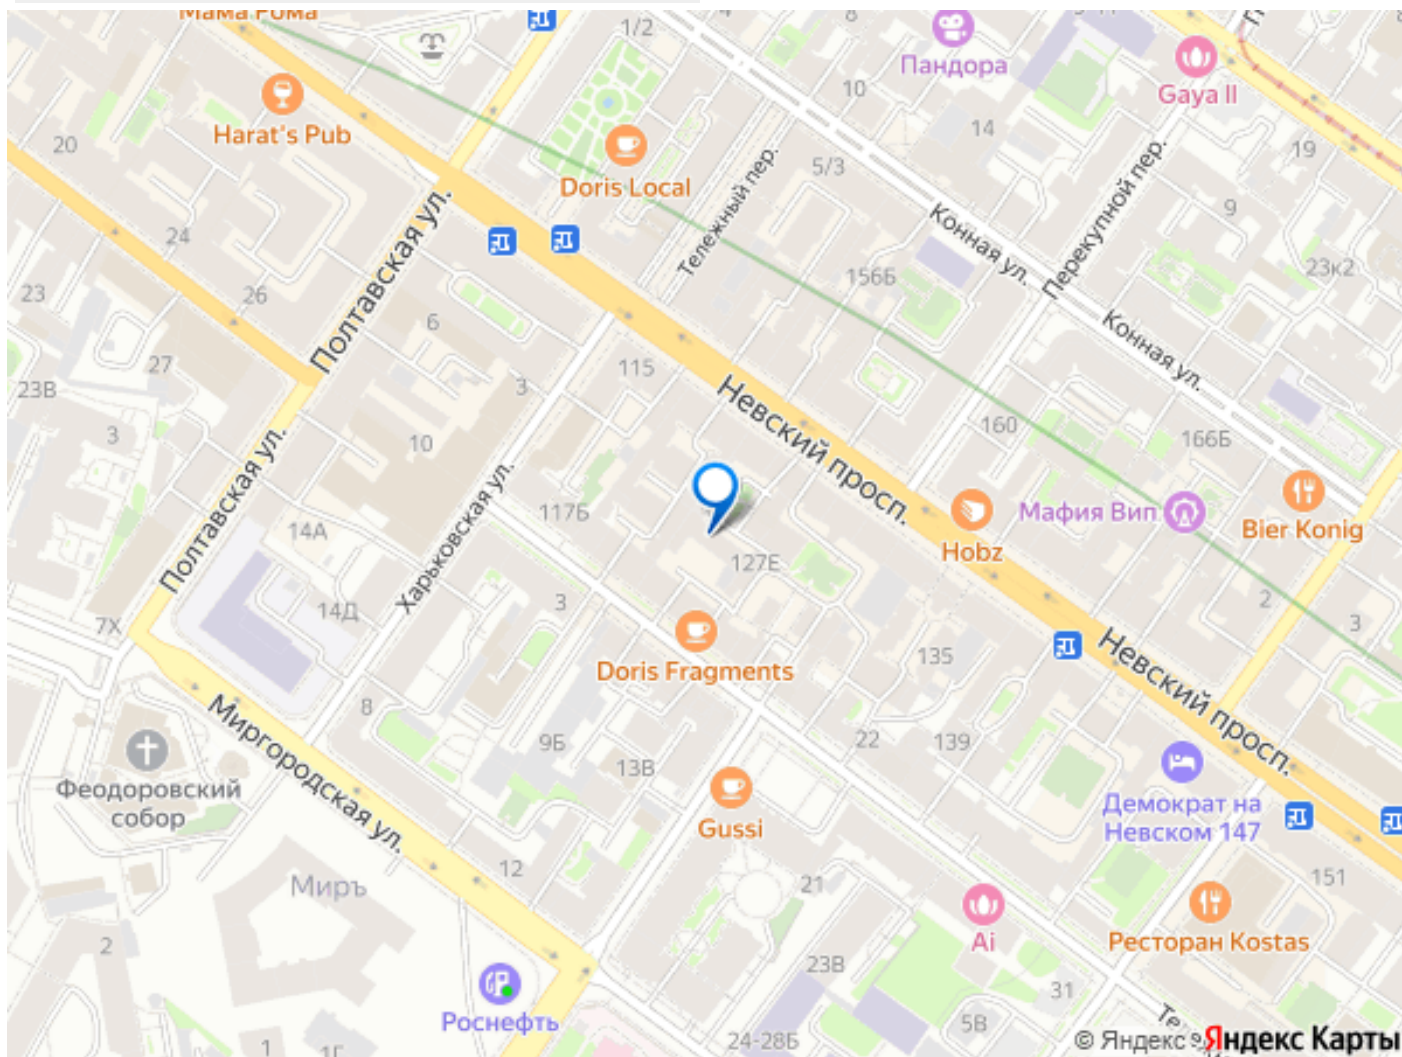 Мама Рома
1/2
8
Пандора
Gaya II
Harat's Pub
10
14
20
19
5/3
Doris Local
Тележный пер.
Перекупной пер.
9
Полтавская ул.
24
Конная ул.
23к2
156Б
23
26
6
Конная ул.
27
115
3
23В
Невский просп.
3
10
160
166Б
Полтавская ул.
Харьковская ул.
117Б
Мафия Вип
Bier Konig
14А
Hobz
127Е
3
14Д
2
7Х
3
Doris Fragments
135
Невский просп.
8
Миргородская ул.
22
139
9Б
13В
Феодоровский
собор
Gussi
Демократ на
Невском 147
12
Миръ
21
151
Ai
Ресторан Kostas
2
23В
31
Роснефть
5В
Те
24-28Б
1
1Г
© Яндекс Яндекс Карты